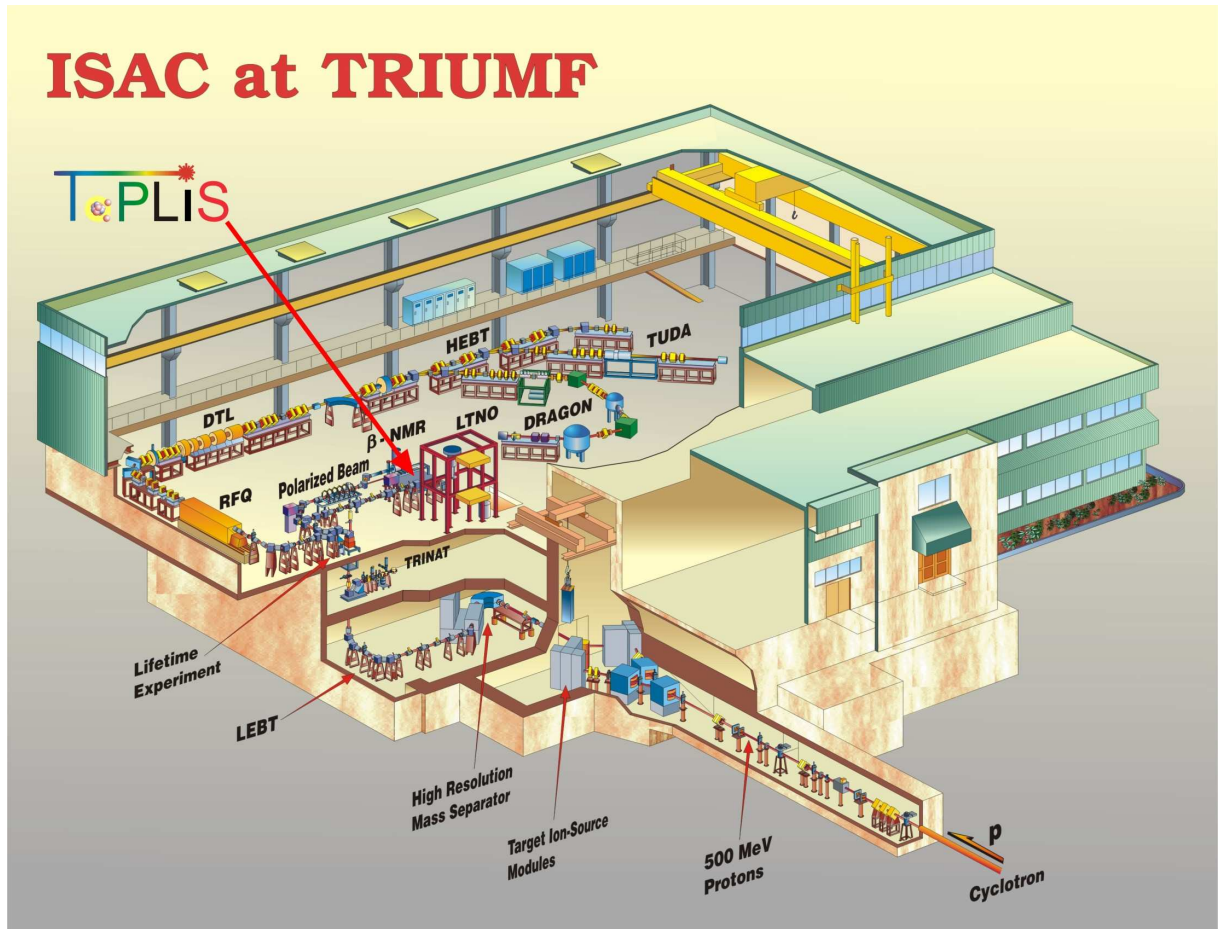 ISAC at TRIUMF
ToPLiS
HEBT
TUDA
DTL
β-NMR
LTNO
DRAGON
RFQ
Polarized Beam
TRINAT
Lifetime
Experiment
LEBT
High Resolution
Mass Separator
Target Ion-Source
Modules
500 MeV
Protons
p
Cyclotron